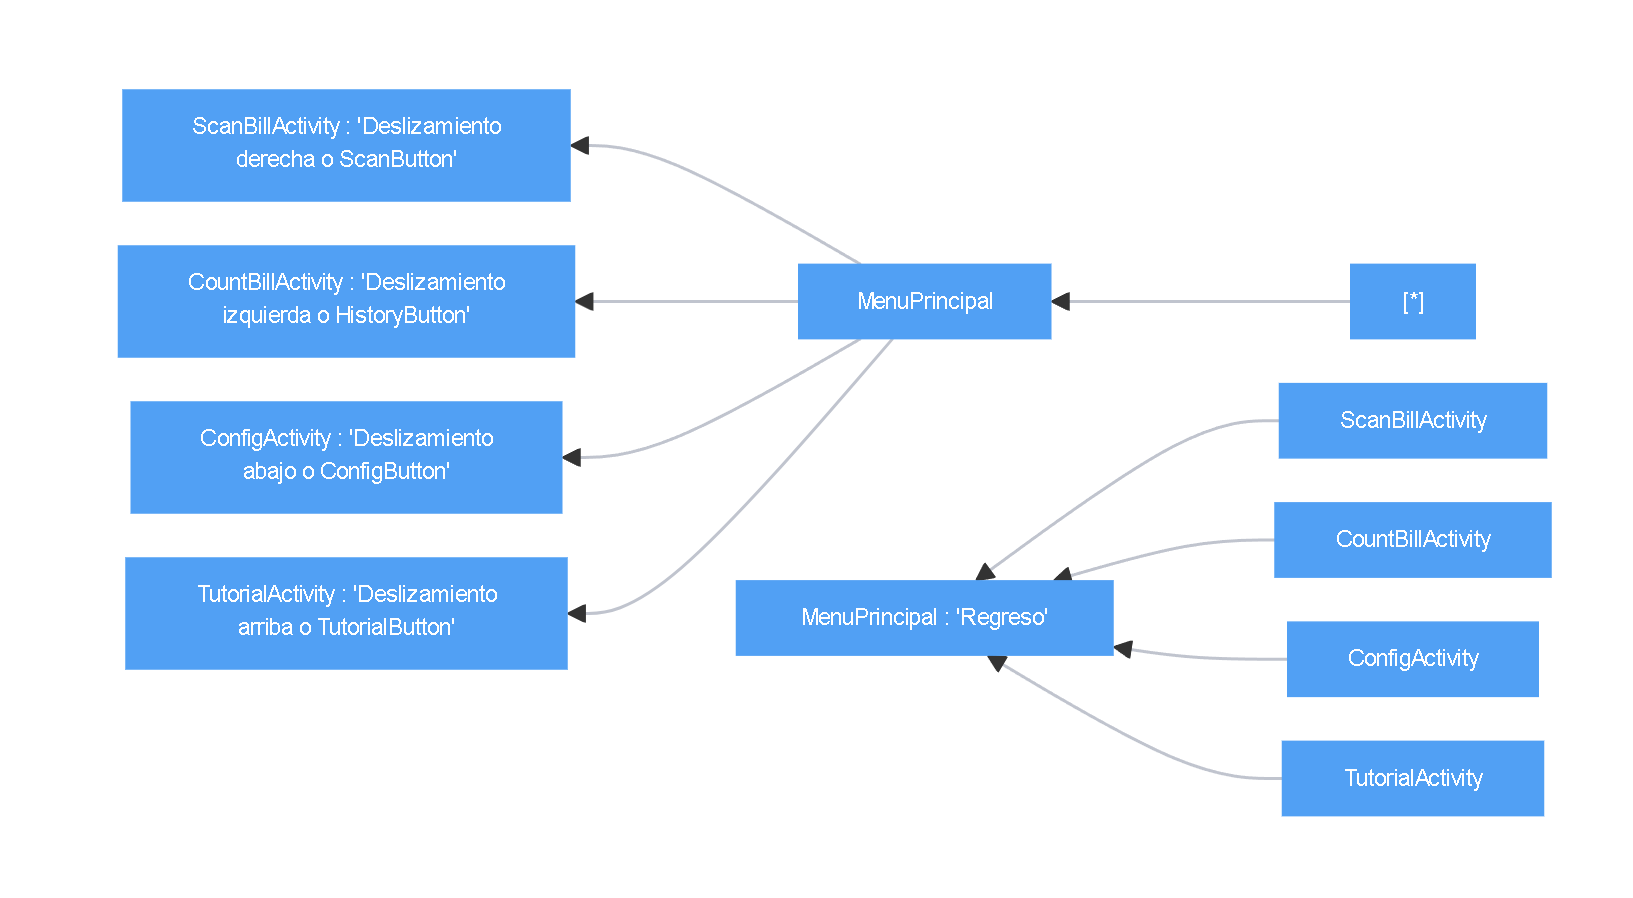 ScanBillActivity : 'Deslizamiento
derecha o ScanButton'
CountBillActivity : 'Deslizamiento
izquierda o HistoryButton'
ConfigActivity : 'Deslizamiento
abajo o ConfigButton'
TutorialActivity : 'Deslizamiento
arriba o TutorialButton'
MenuPrincipal
[*]
MenuPrincipal : 'Regreso'
ScanBillActivity
CountBillActivity
ConfigActivity
TutorialActivity